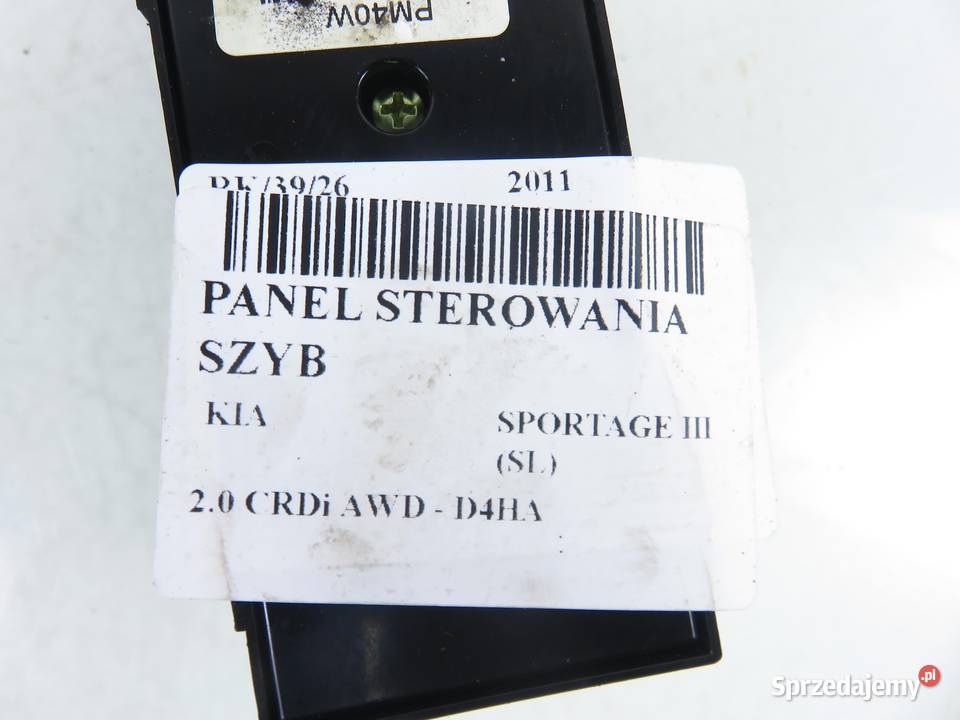 PM40W
RK/39/26 2011
PANEL STEROWANIA
SZYB
KIA SPORTAGE III
(SL)
2.0 CRDi AWD - D4HA
Sprzedajemy.pl